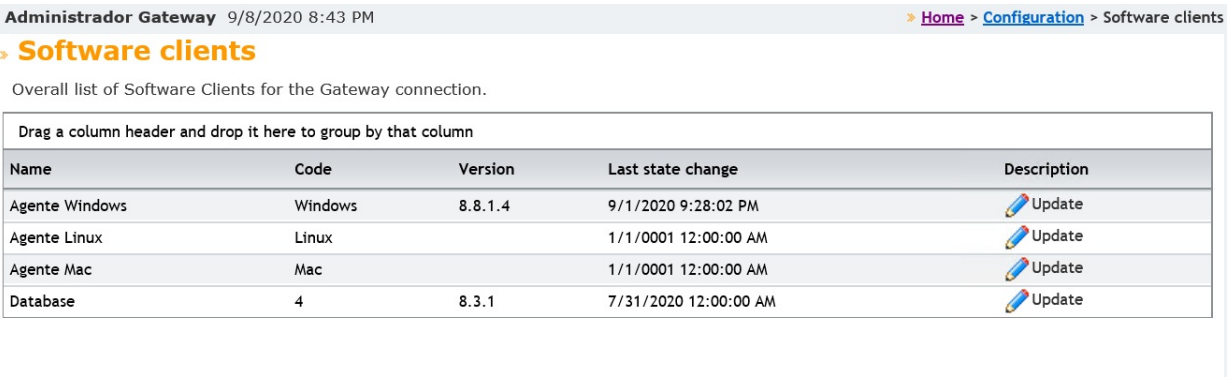 Administrador Gateway 9/8/2020 8:43 PM » Home > Configuration > Software clients
» Software clients
Overall list of Software Clients for the Gateway connection.
Drag a column header and drop it here to group by that column
Name Code Version Last state change Description
Agente Windows Windows 8.8.1.4 9/1/2020 9:28:02 PM Update
Agente Linux Linux 1/1/0001 12:00:00 AM Update
Agente Mac Mac 1/1/0001 12:00:00 AM Update
Database 4 8.3.1 7/31/2020 12:00:00 AM Update